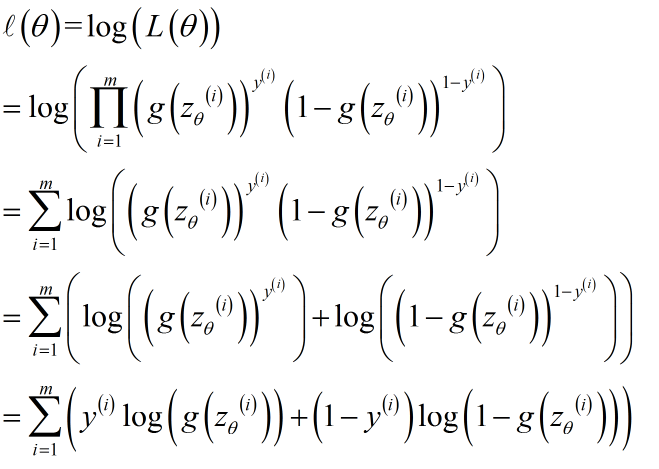 ℓ(θ)=log(L(θ))
= log(∏_{i=1}^{m} (g(z_θ^{(i)}))^{y^{(i)}} (1−g(z_θ^{(i)}))^{1−y^{(i)}})
= ∑_{i=1}^{m} log((g(z_θ^{(i)}))^{y^{(i)}} (1−g(z_θ^{(i)}))^{1−y^{(i)}})
= ∑_{i=1}^{m} (log((g(z_θ^{(i)}))^{y^{(i)}})+log((1−g(z_θ^{(i)}))^{1−y^{(i)}}))
= ∑_{i=1}^{m} (y^{(i)} log(g(z_θ^{(i)}))+(1−y^{(i)})log(1−g(z_θ^{(i)})))